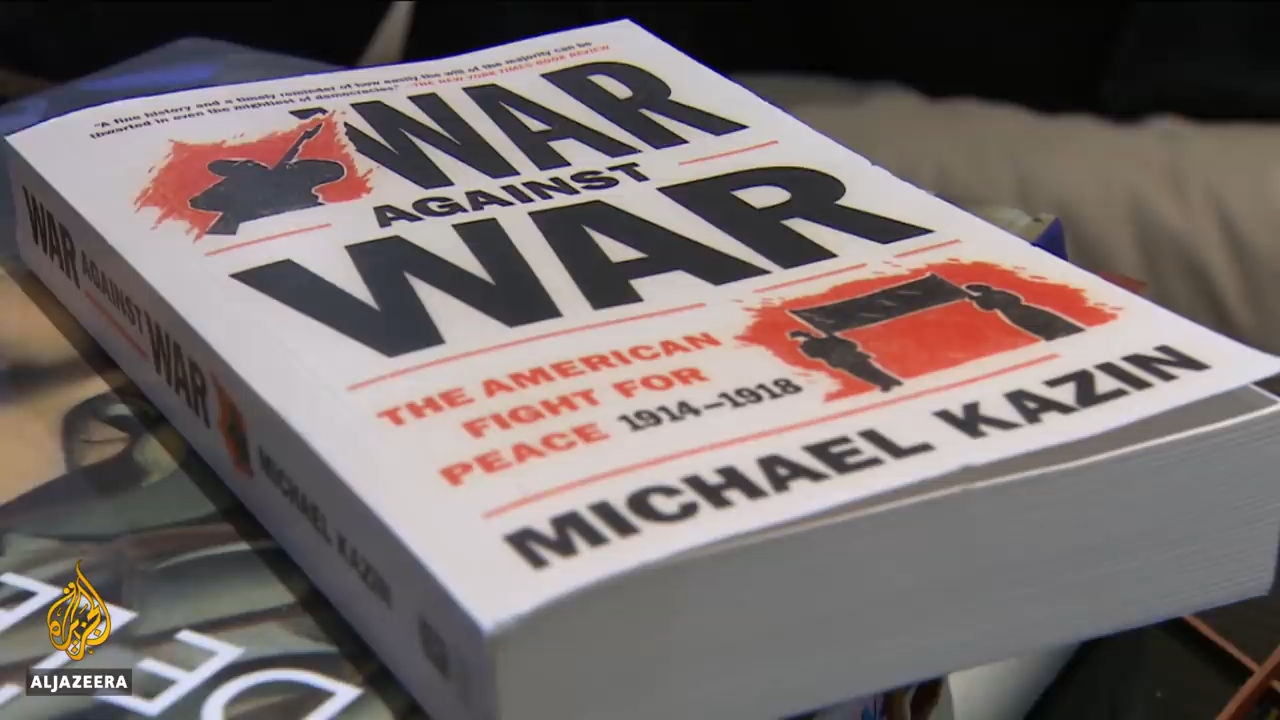 "A fine history and a timely reminder of how easily the will of the majority can be
thwarted in even the mightiest of democracies." —THE NEW YORK TIMES BOOK REVIEW
WAR
AGAINST
WAR
THE AMERICAN
FIGHT FOR
PEACE 1914–1918
MICHAEL KAZIN
WAR AGAINST WAR MICHAEL KAZIN
الجزيرة
ALJAZEERA